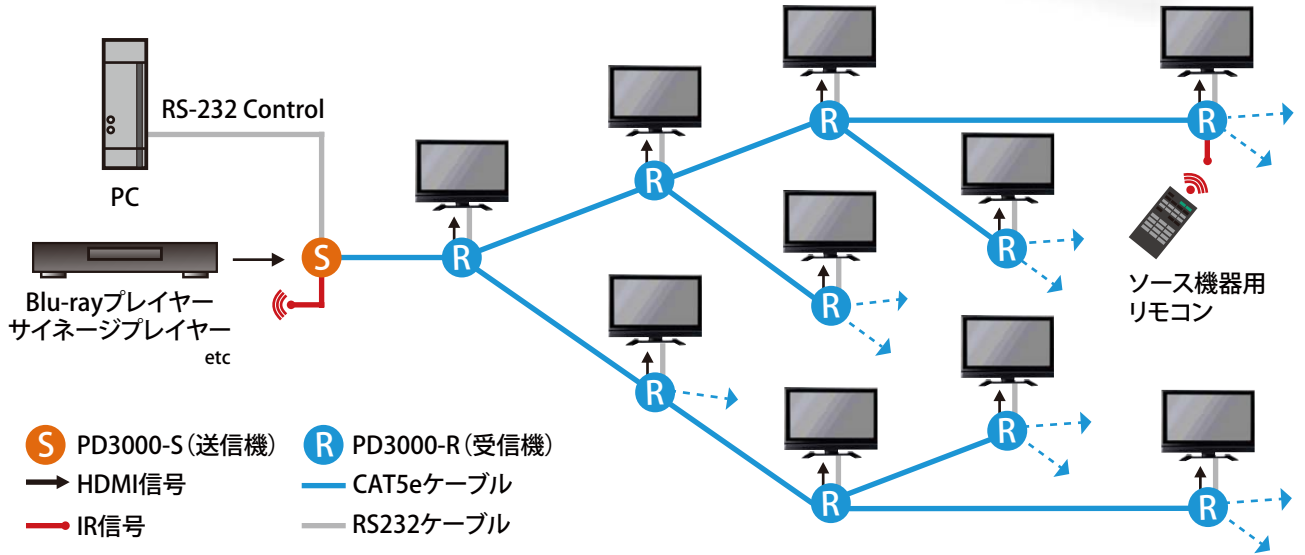 RS-232 Control
PC
Blu-rayプレイヤー
サイネージプレイヤー
etc
S
R
R
R
R
R
R
R
R
R
R
ソース機器用
リモコン
S PD3000-S（送信機）
R PD3000-R（受信機）
HDMI信号
CAT5eケーブル
IR信号
RS232ケーブル